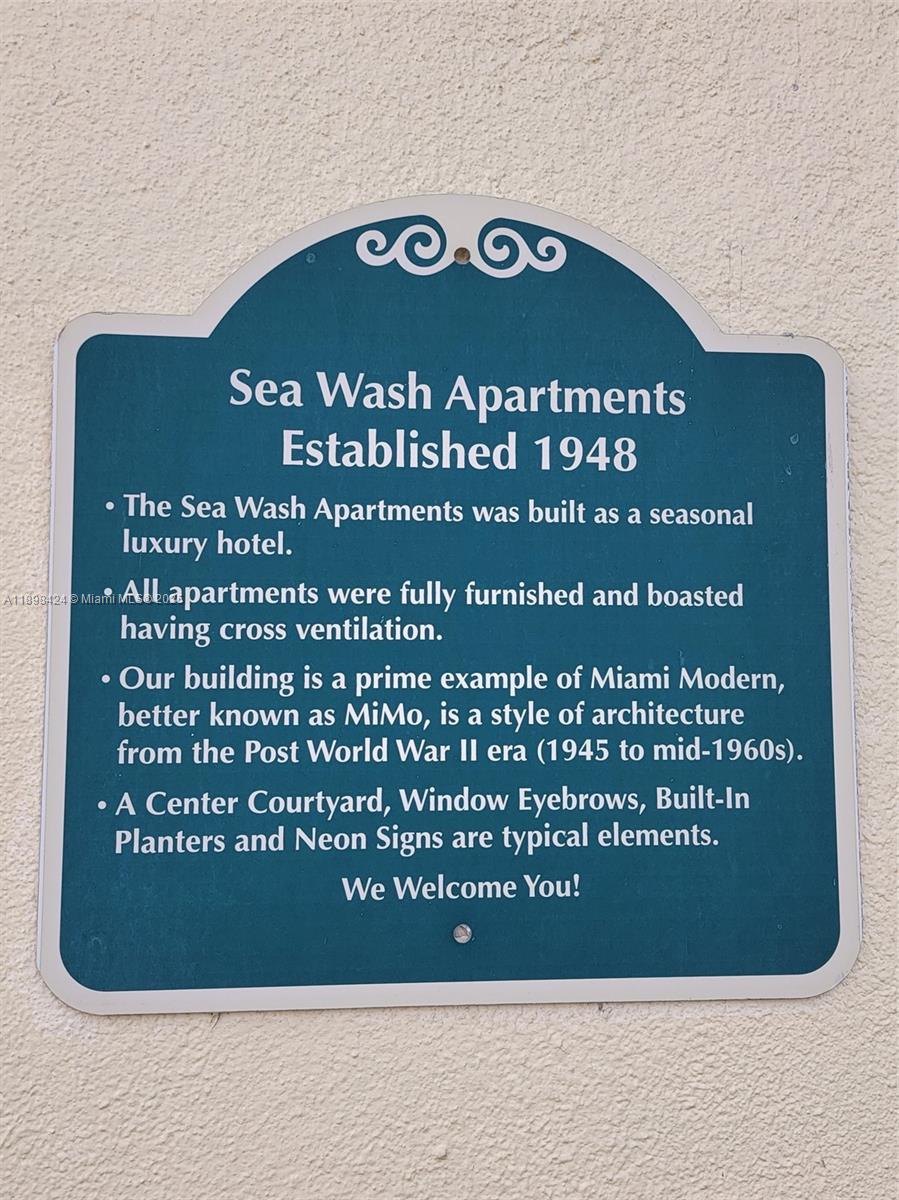 Sea Wash Apartments
Established 1948
• The Sea Wash Apartments was built as a seasonal
luxury hotel.
• All apartments were fully furnished and boasted
having cross ventilation.
• Our building is a prime example of Miami Modern,
better known as MiMo, is a style of architecture
from the Post World War II era (1945 to mid-1960s).
• A Center Courtyard, Window Eyebrows, Built-In
Planters and Neon Signs are typical elements.
We Welcome You!
A11898424 © Miami MLS ©